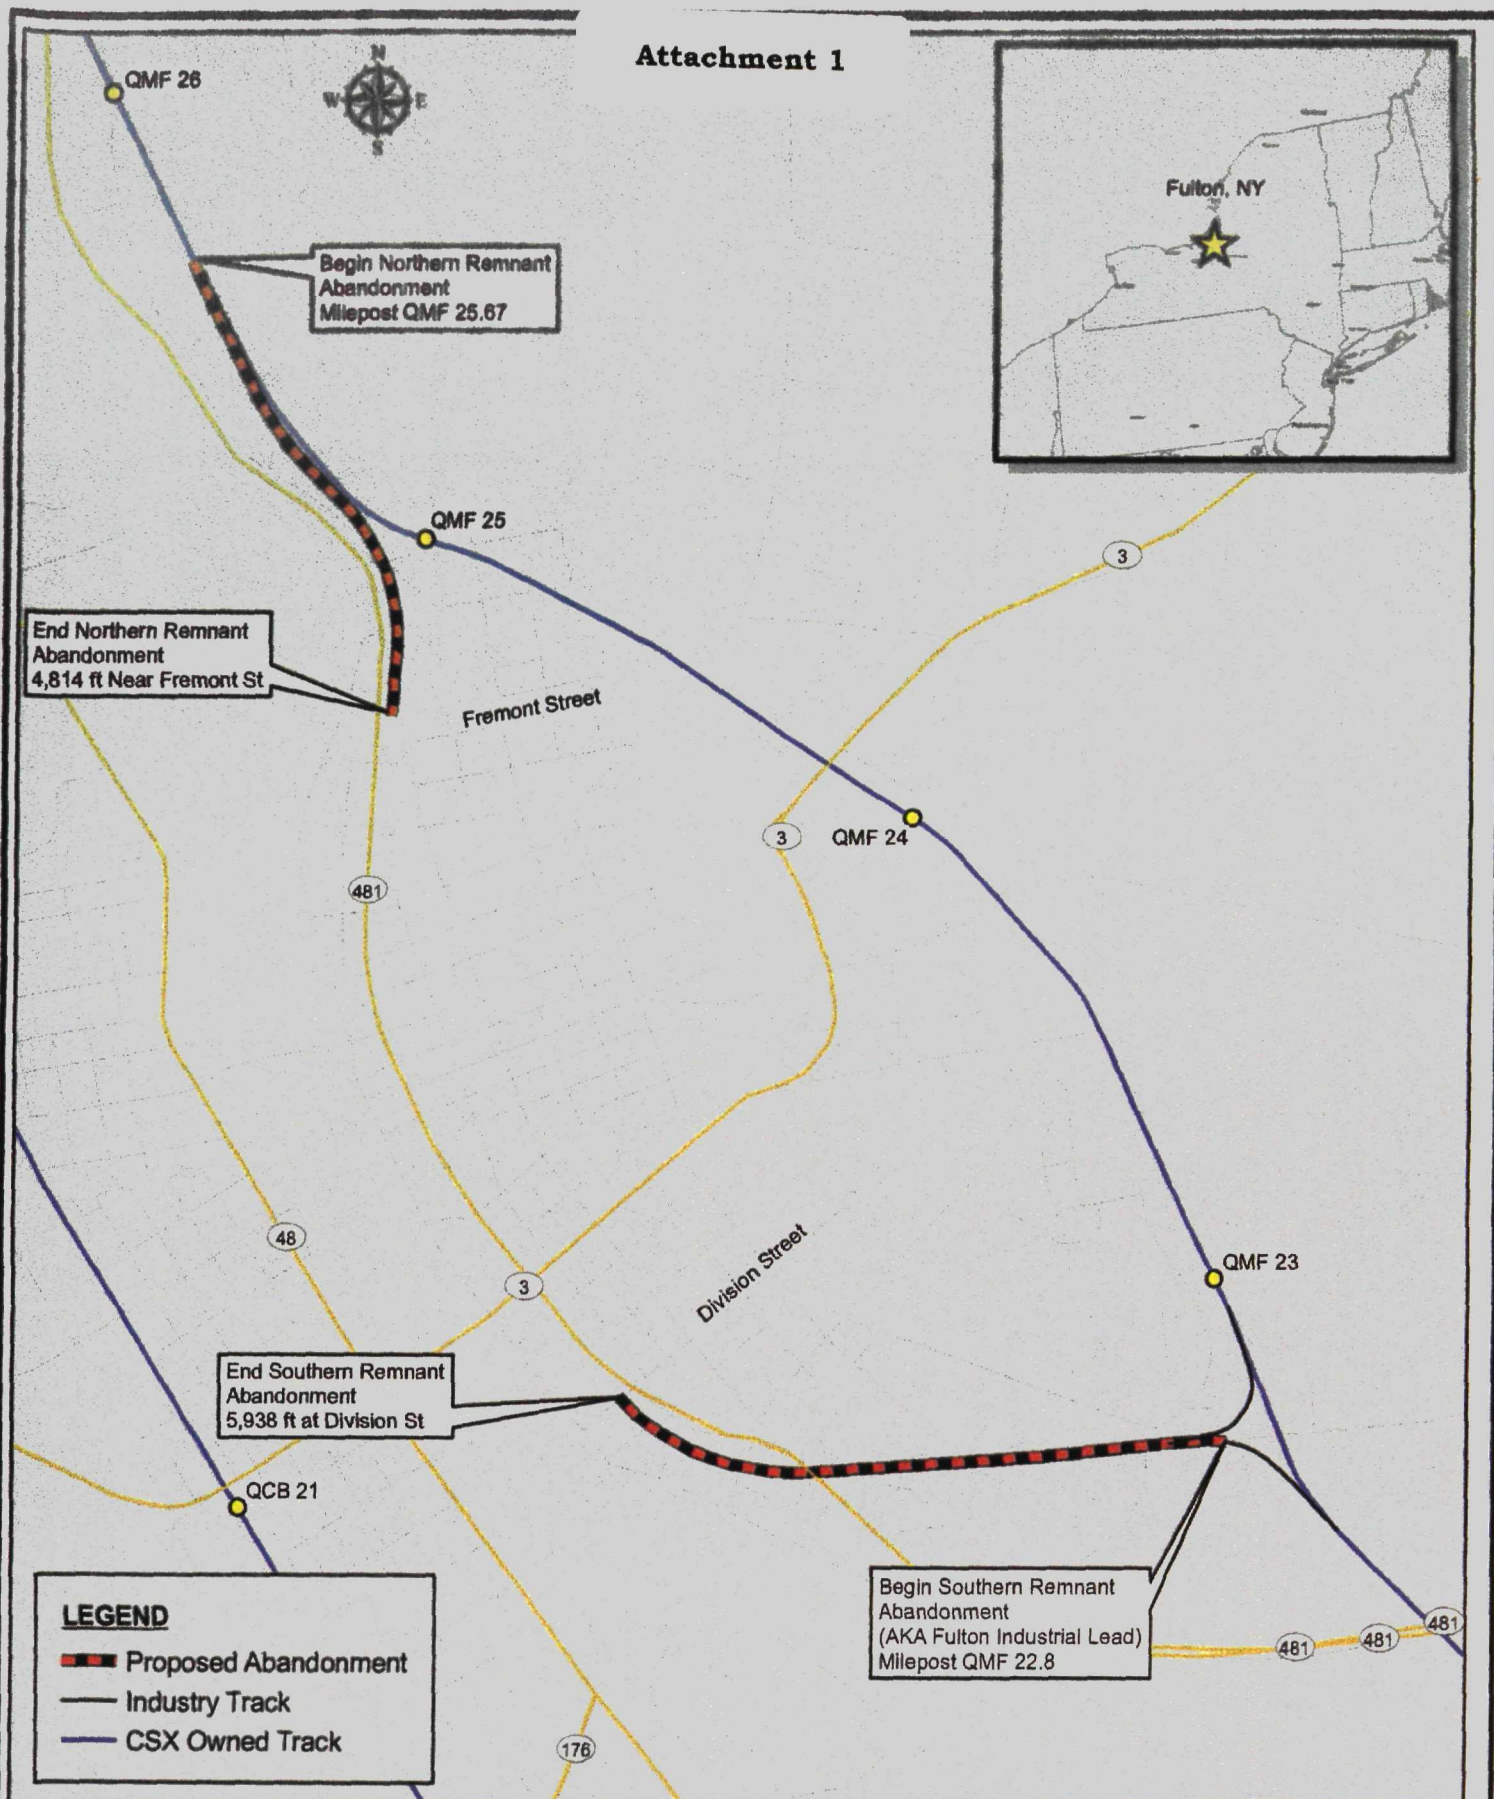 Attachment 1
N
W
E
S
QMF 26
Fulton, NY
Begin Northern Remnant
Abandonment
Milepost QMF 25.67
QMF 25
3
End Northern Remnant
Abandonment
4,814 ft Near Fremont St
Fremont Street
3
QMF 24
481
48
3
Division Street
QMF 23
End Southern Remnant
Abandonment
5,938 ft at Division St
QCB 21
Begin Southern Remnant
Abandonment
(AKA Fulton Industrial Lead)
Milepost QMF 22.8
481
481
481
LEGEND
Proposed Abandonment
Industry Track
CSX Owned Track
176